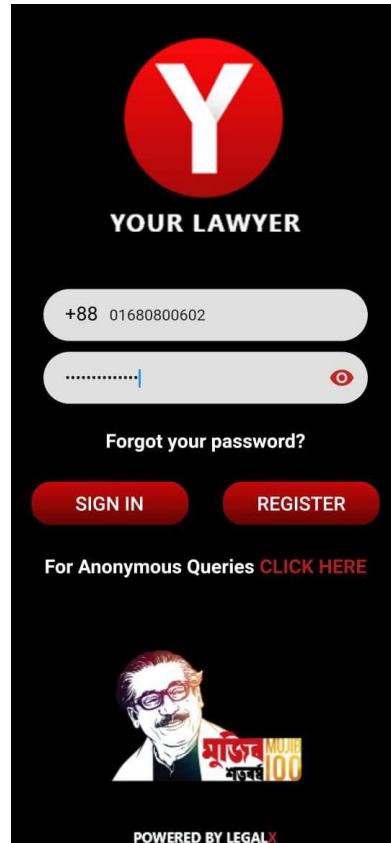 Y
YOUR LAWYER
+88 01680800602
Forgot your password?
SIGN IN REGISTER
For Anonymous Queries CLICK HERE
মুজিব MUJIB
শতবর্ষ 100
POWERED BY LEGALX